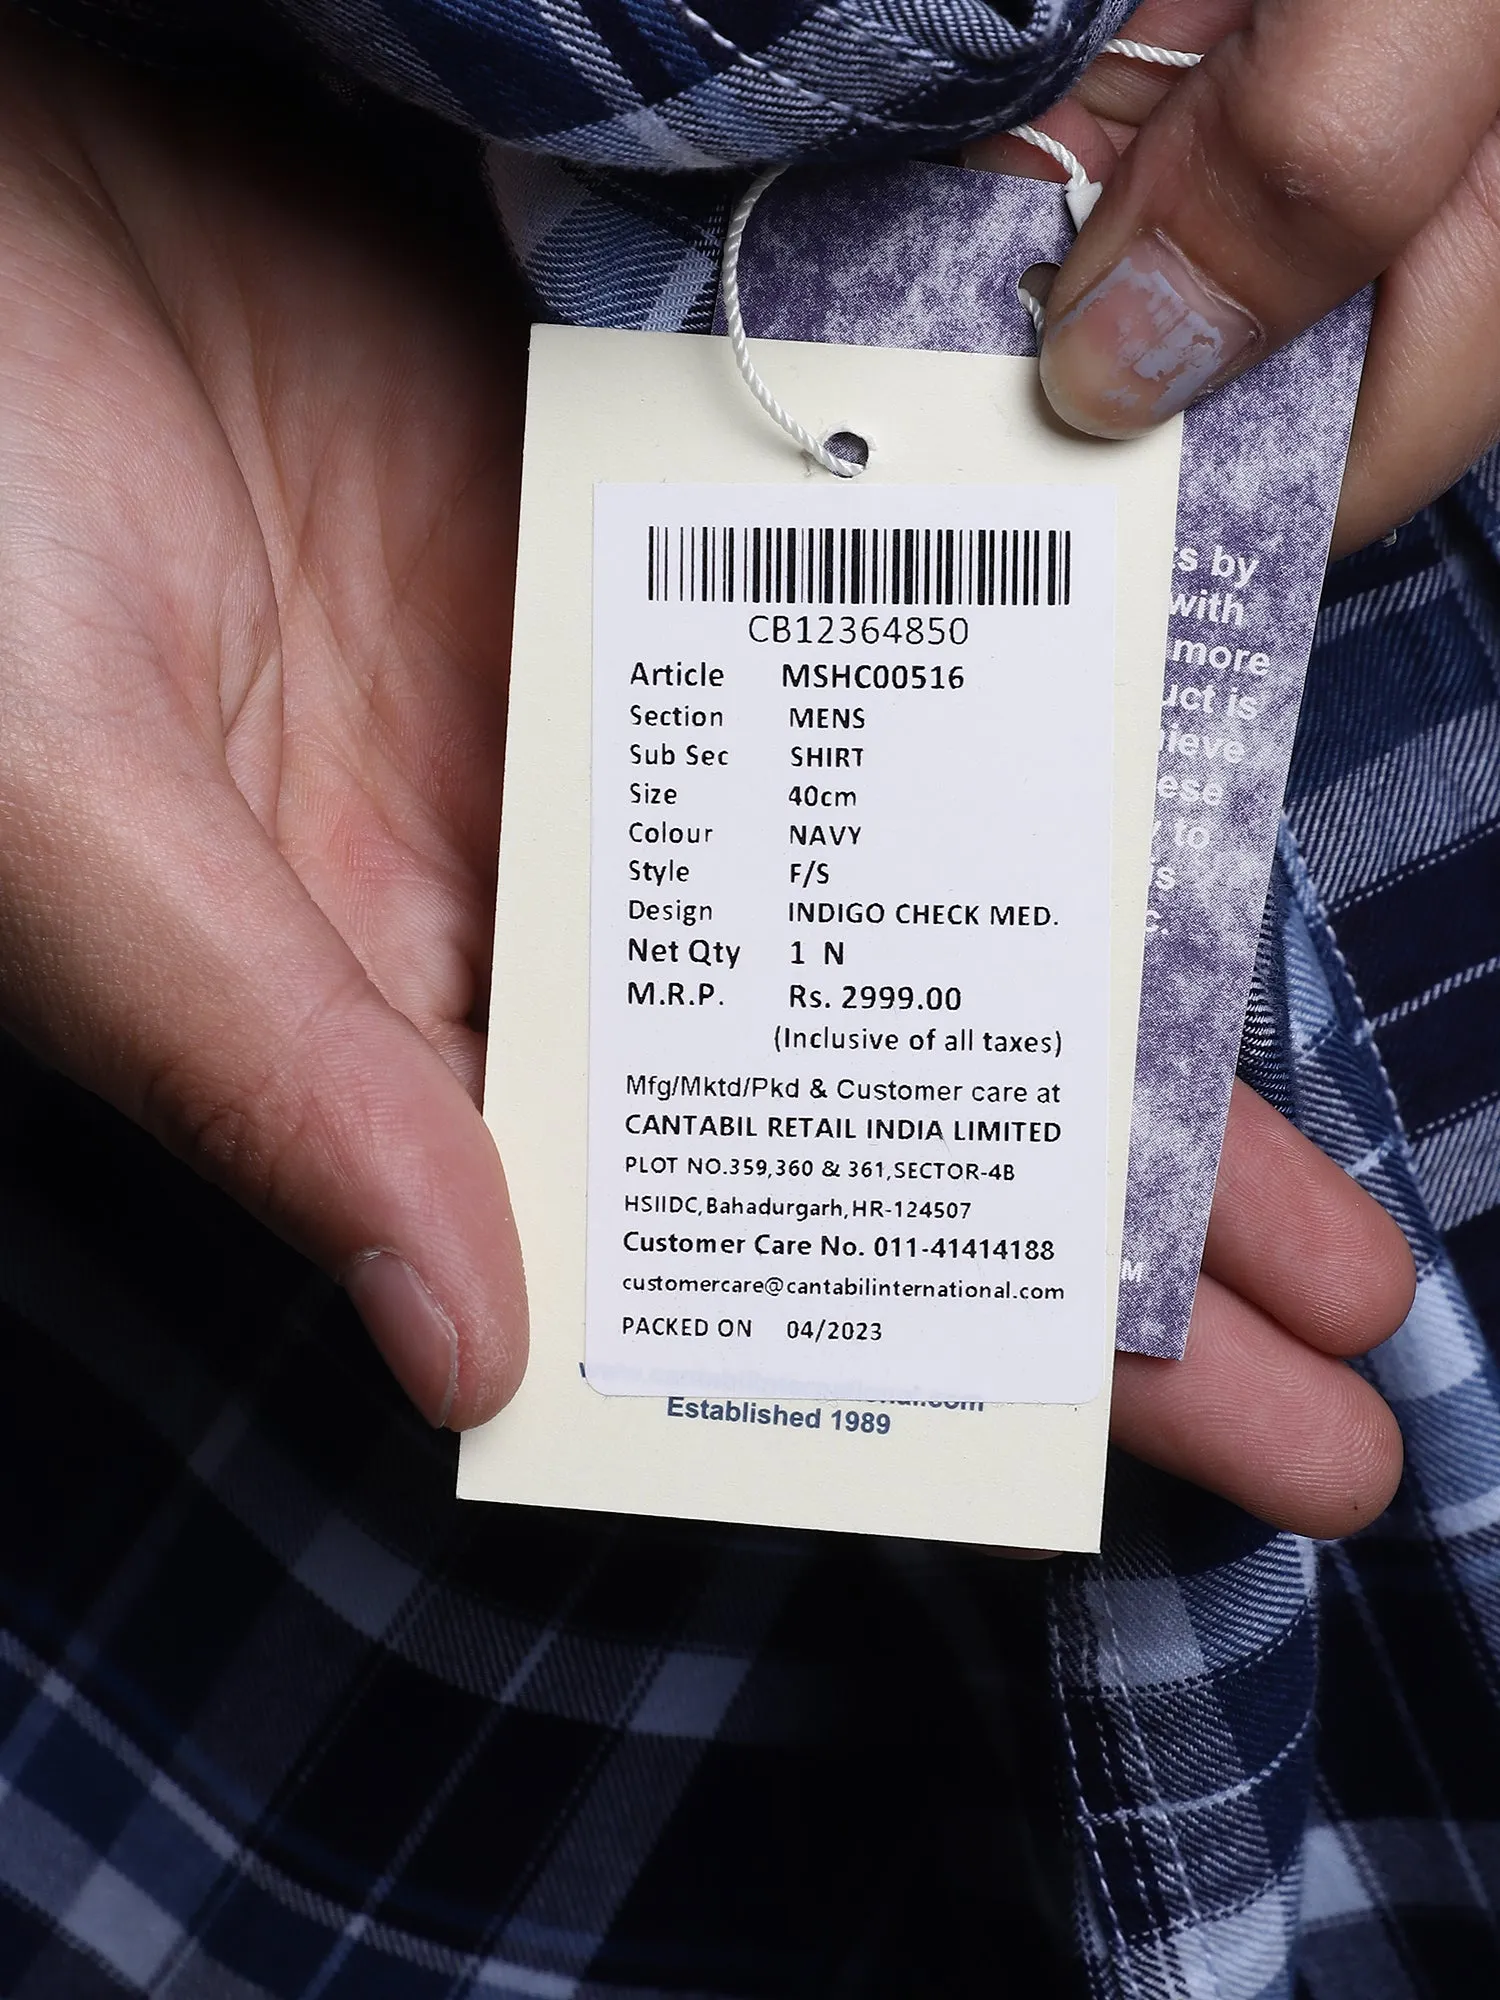 CB12364850
Article MSHC00516
Section MENS
Sub Sec SHIRT
Size 40cm
Colour NAVY
Style F/S
Design INDIGO CHECK MED.
Net Qty 1 N
M.R.P. Rs. 2999.00
(Inclusive of all taxes)
Mfg/Mktd/Pkd & Customer care at
CANTABIL RETAIL INDIA LIMITED
PLOT NO.359,360 & 361,SECTOR-4B
HSIIDC,Bahadurgarh,HR-124507
Customer Care No. 011-41414188
customercare@cantabilinternational.com
PACKED ON 04/2023
Established 1989
by
with
more
is
to